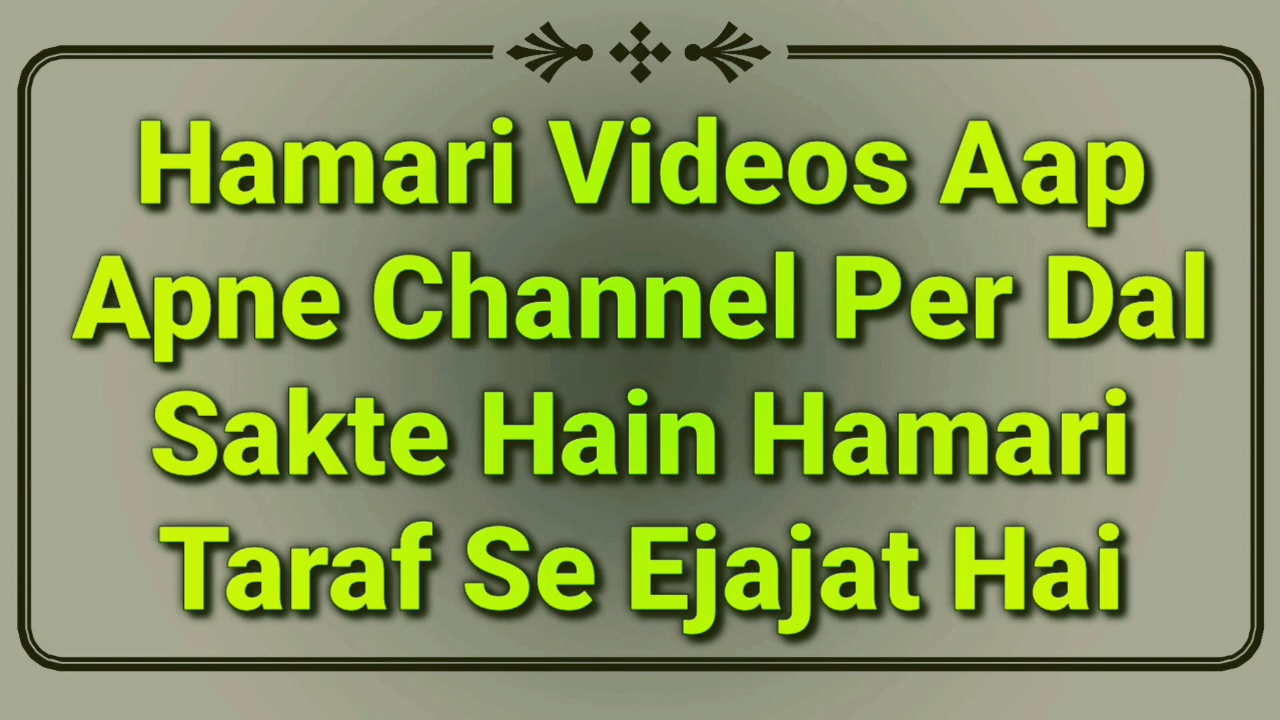 Hamari Videos Aap
Apne Channel Per Dal
Sakte Hain Hamari
Taraf Se Ejajat Hai